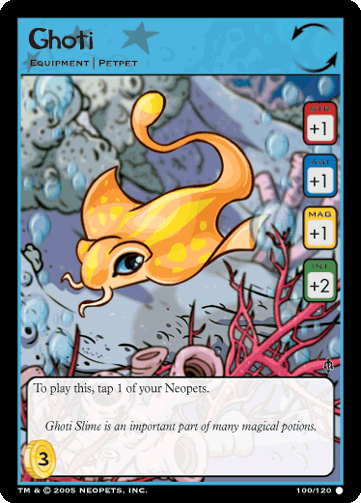 Ghoti
EQUIPMENT | PETPET
STR
+1
AGI
+1
MAG
+1
INT
+2
To play this, tap 1 of your Neopets.
Ghoti Slime is an important part of many magical potions.
3
TM & © 2005 NEOPETS, INC.
100/120